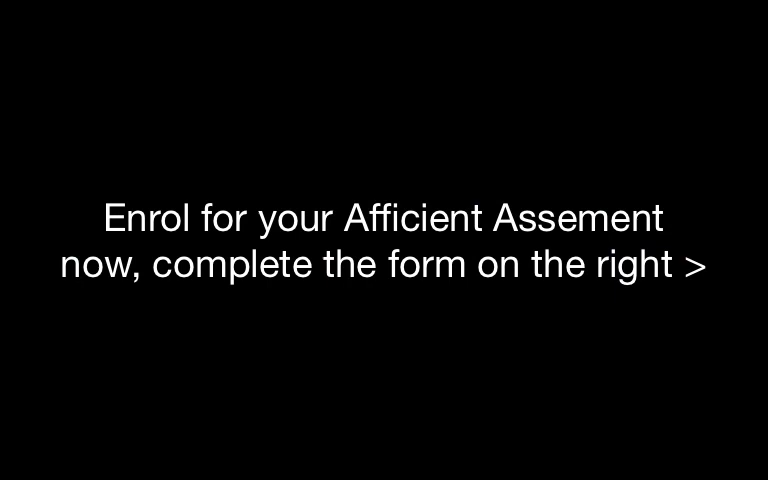 Enrol for your Afficient Assement
now, complete the form on the right >